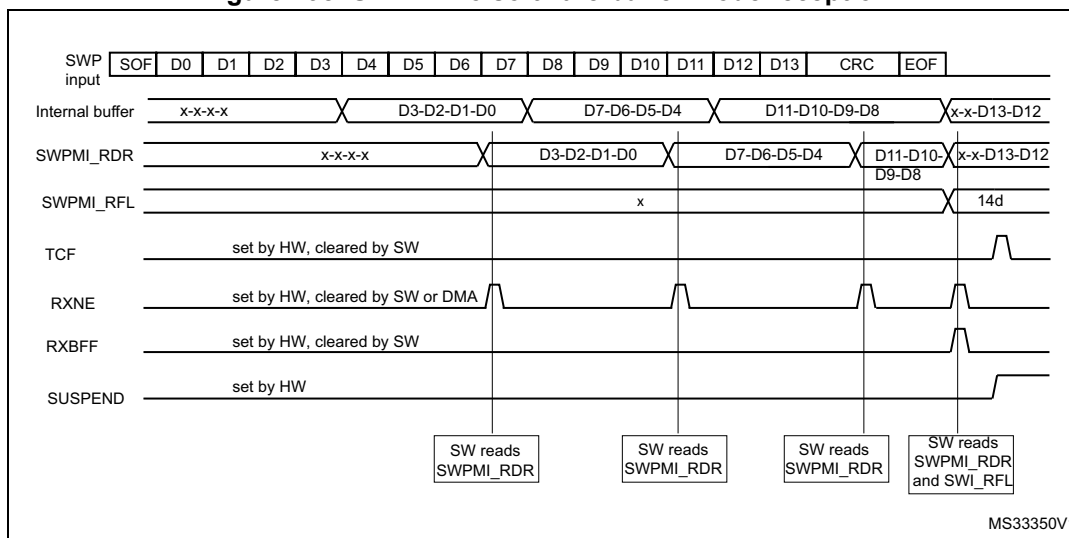 SWP input SOF D0 D1 D2 D3 D4 D5 D6 D7 D8 D9 D10 D11 D12 D13 CRC EOF
Internal buffer x-x-x-x D3-D2-D1-D0 D7-D6-D5-D4 D11-D10-D9-D8 x-x-D13-D12
SWPMI_RDR x-x-x-x D3-D2-D1-D0 D7-D6-D5-D4 D11-D10-D9-D8 x-x-D13-D12
SWPMI_RFL x 14d
TCF set by HW, cleared by SW
RXNE set by HW, cleared by SW or DMA
RXBFF set by HW, cleared by SW
SUSPEND set by HW
SW reads SWPMI_RDR
SW reads SWPMI_RDR
SW reads SWPMI_RDR
SW reads SWPMI_RDR and SWI_RFL
MS33350V